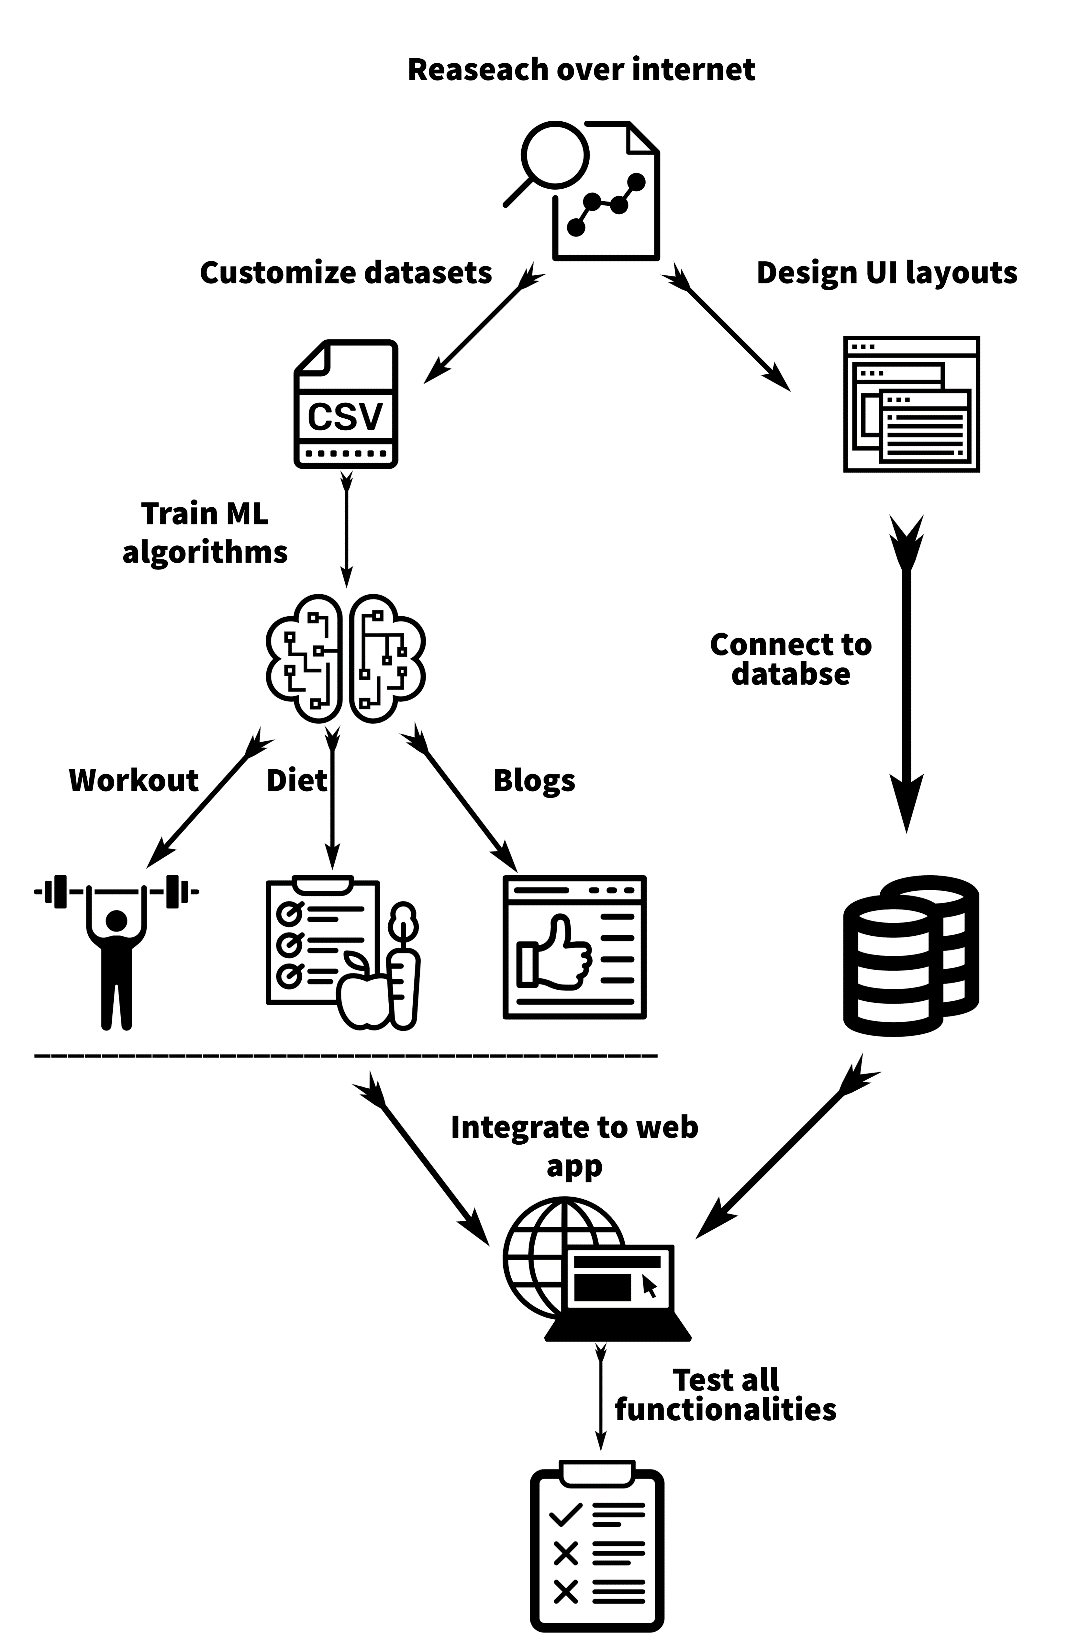 Reaseach over internet
Customize datasets
Design UI layouts
CSV
Train ML
algorithms
Connect to
databse
Workout
Diet
Blogs
Integrate to web
app
Test all
functionalities